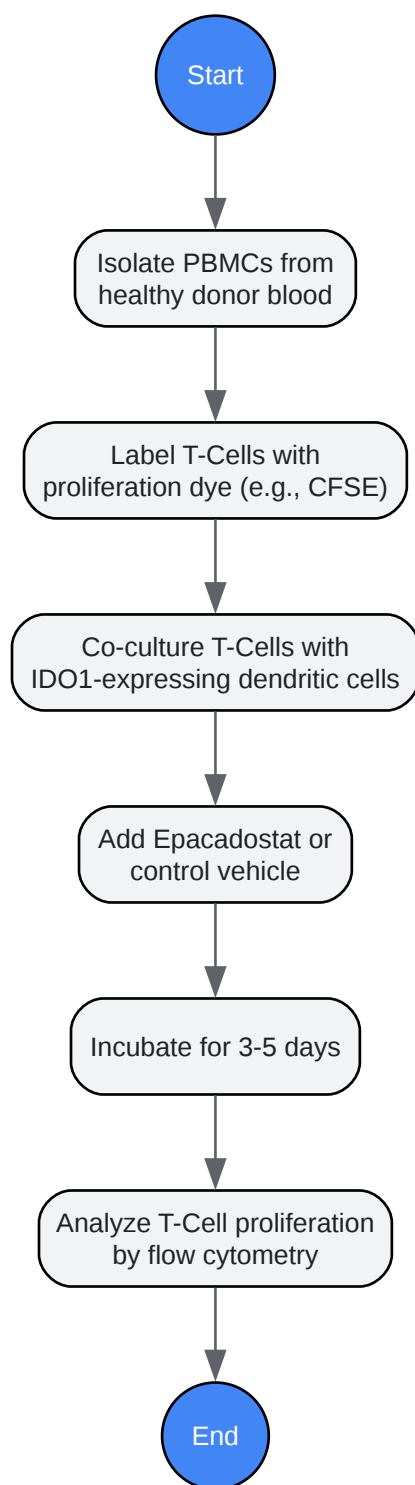 Start
Isolate PBMCs from
healthy donor blood
Label T-Cells with
proliferation dye (e.g., CFSE)
Co-culture T-Cells with
IDO1-expressing dendritic cells
Add Epacadostat or
control vehicle
Incubate for 3-5 days
Analyze T-Cell proliferation
by flow cytometry
End